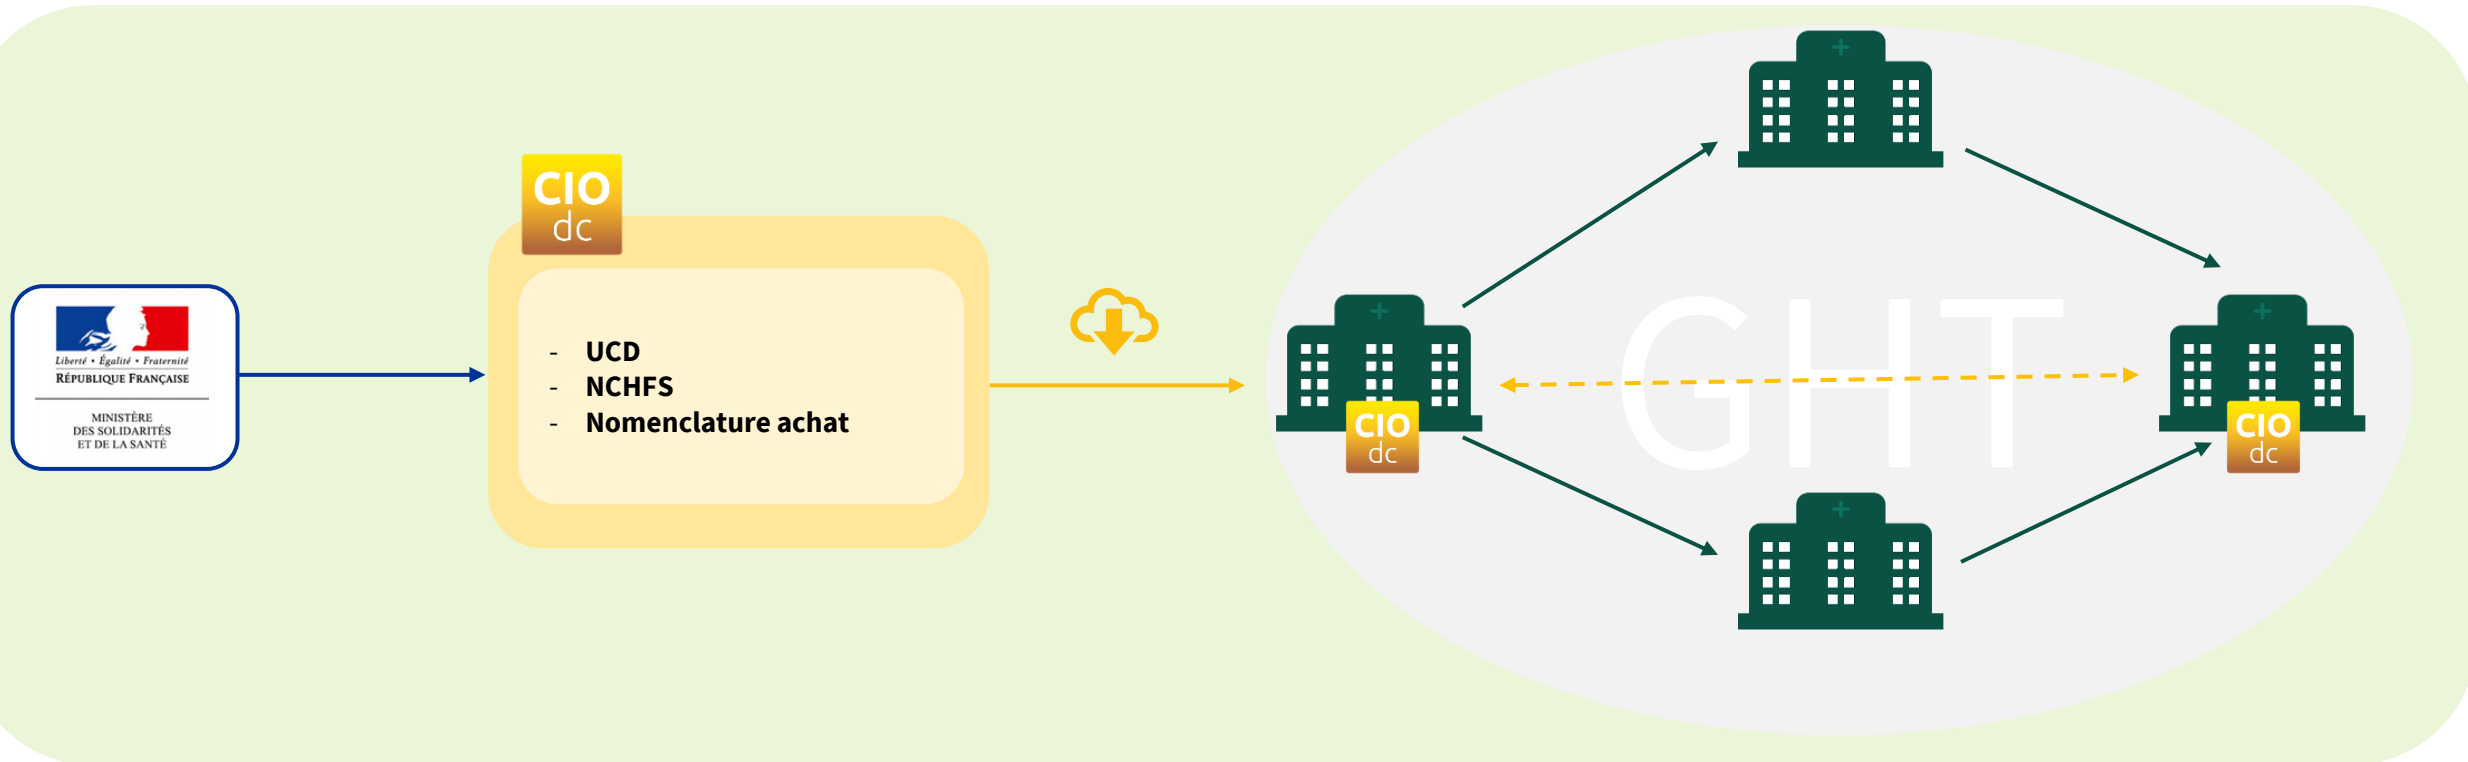 CIO
dc
Liberté • Égalité • Fraternité
RÉPUBLIQUE FRANÇAISE
MINISTÈRE
DES SOLIDARITÉS
ET DE LA SANTÉ
- UCD
- NCHFS
- Nomenclature achat
GHT
CIO
dc
CIO
dc